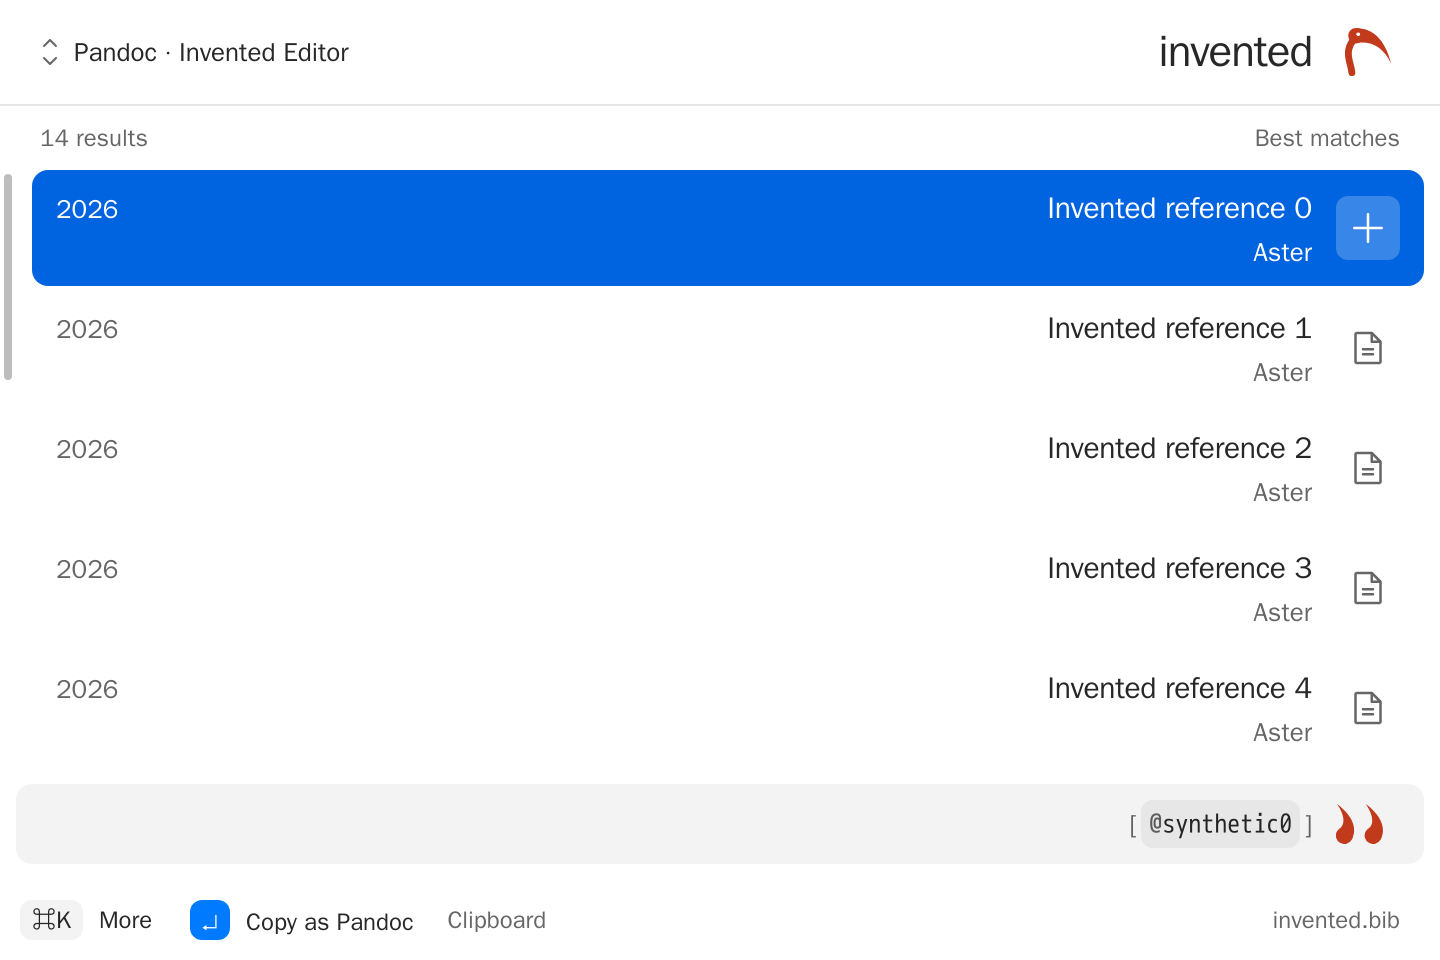 Pandoc · Invented Editor
invented
14 results
Best matches
2026
Invented reference 0
Aster
2026
Invented reference 1
Aster
2026
Invented reference 2
Aster
2026
Invented reference 3
Aster
2026
Invented reference 4
Aster
[@synthetic0]
⌘K More
Copy as Pandoc
Clipboard
invented.bib